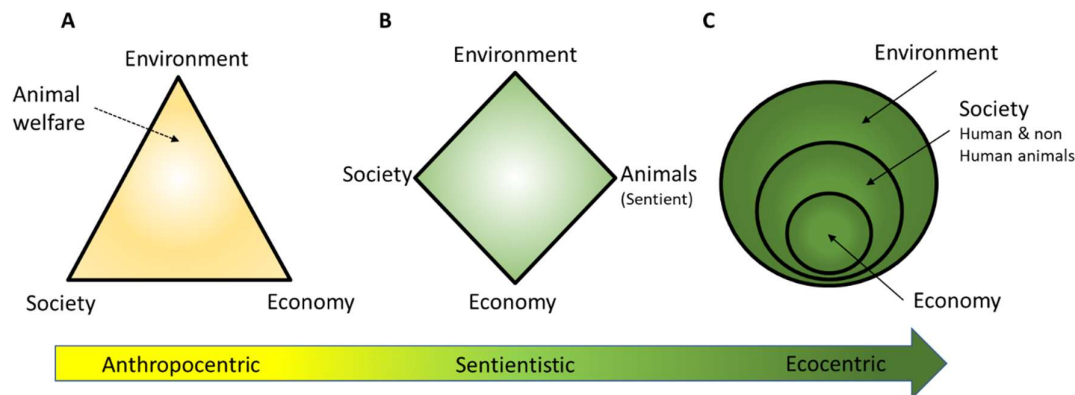 A
Environment
Animal
welfare
Society
Economy
B
Environment
Society
Animals
(Sentient)
Economy
C
Environment
Society
Human & non
Human animals
Economy
Anthropocentric
Sentientistic
Ecocentric